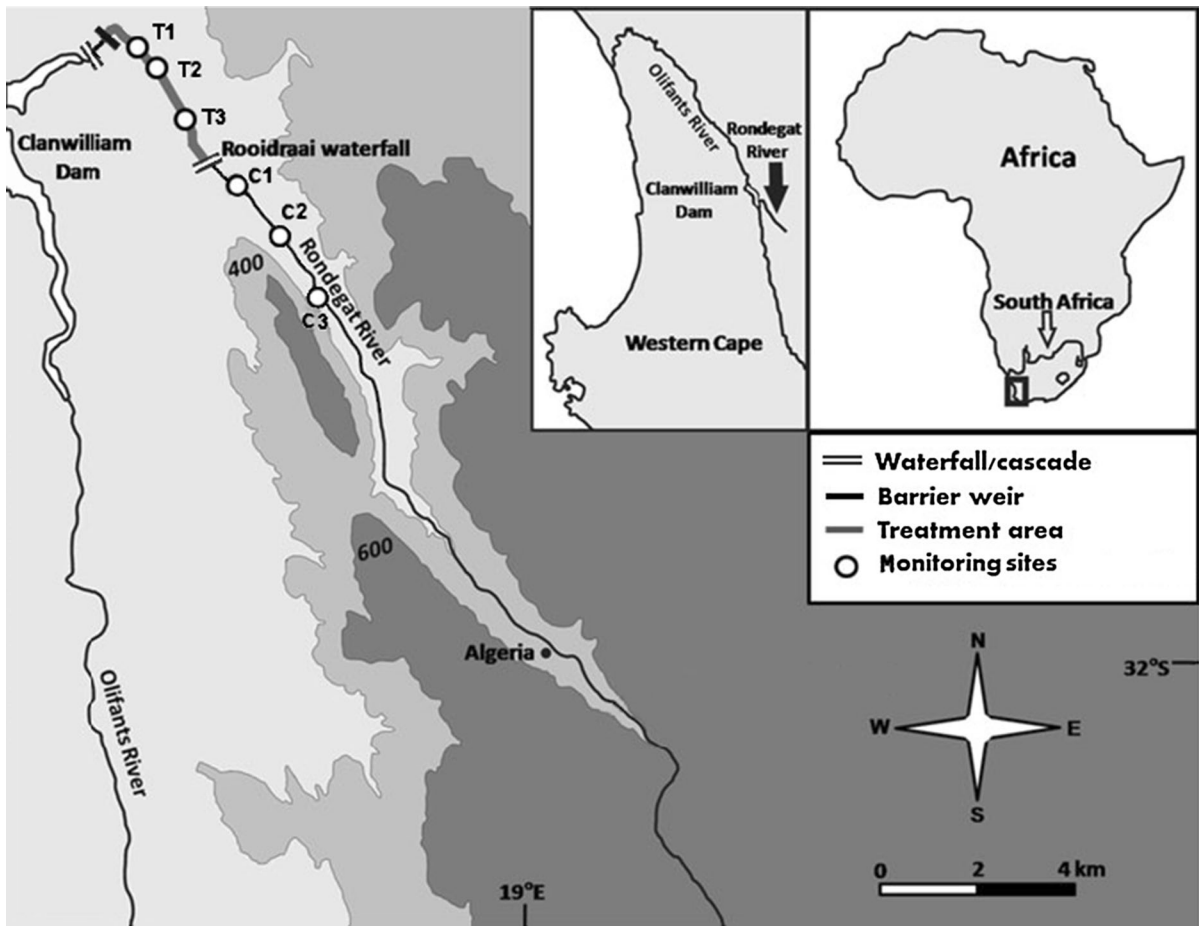 T1
T2
T3
Clanwilliam
Dam
Rooidraai waterfall
C1
C2
C3
Rondegat River
400
600
Algeria
Olifants River
19°E
Olifants River
Rondegat
River
Clanwilliam
Dam
Western Cape
Africa
South Africa
Waterfall/cascade
Barrier weir
Treatment area
Monitoring sites
32°S
N
W
E
S
0 2 4 km